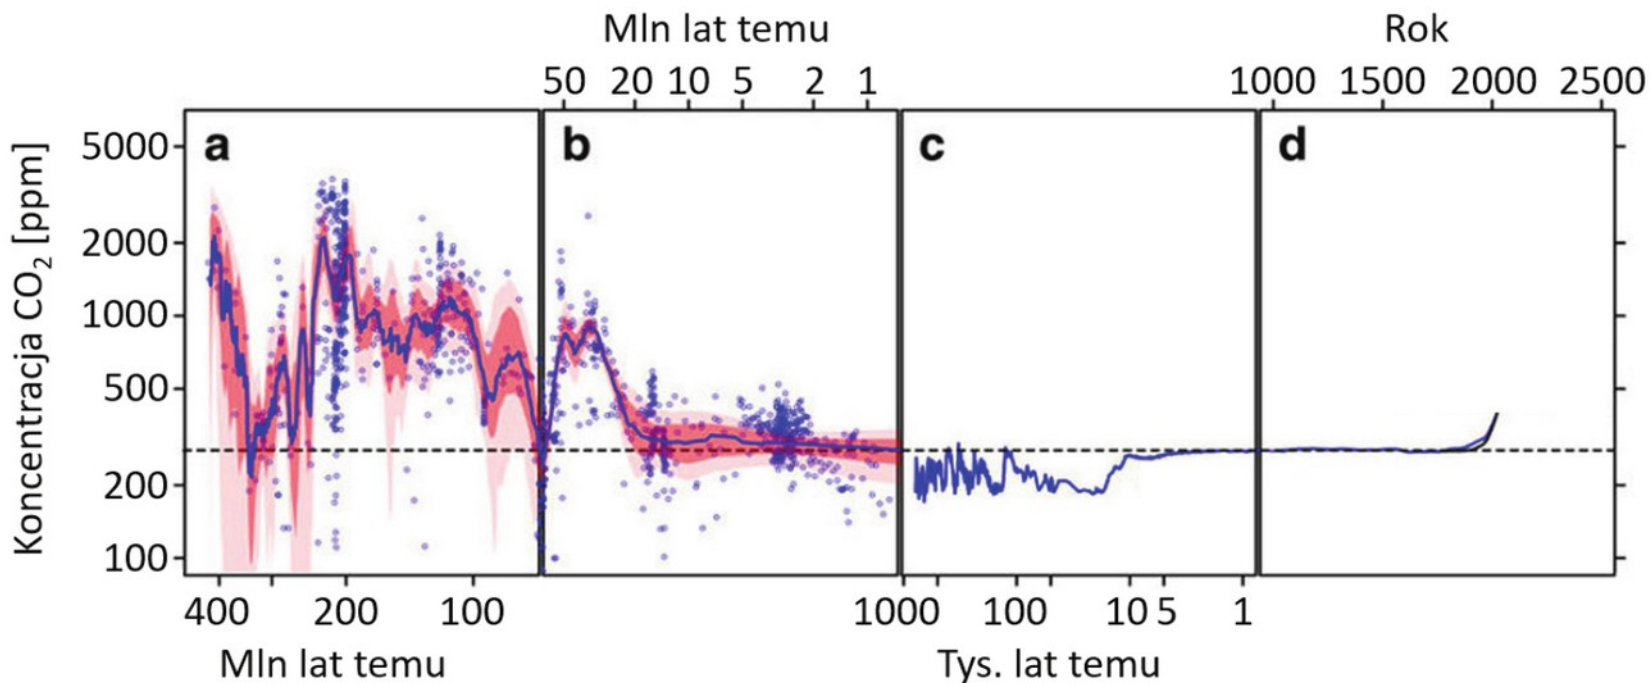 Mln lat temu
Rok
50 20 10 5 2 1
1000 1500 2000 2500
a b c d
Koncentracja CO₂ [ppm]
5000
2000
1000
500
200
100
400 200 100
1000 100 10 5 1
Mln lat temu
Tys. lat temu